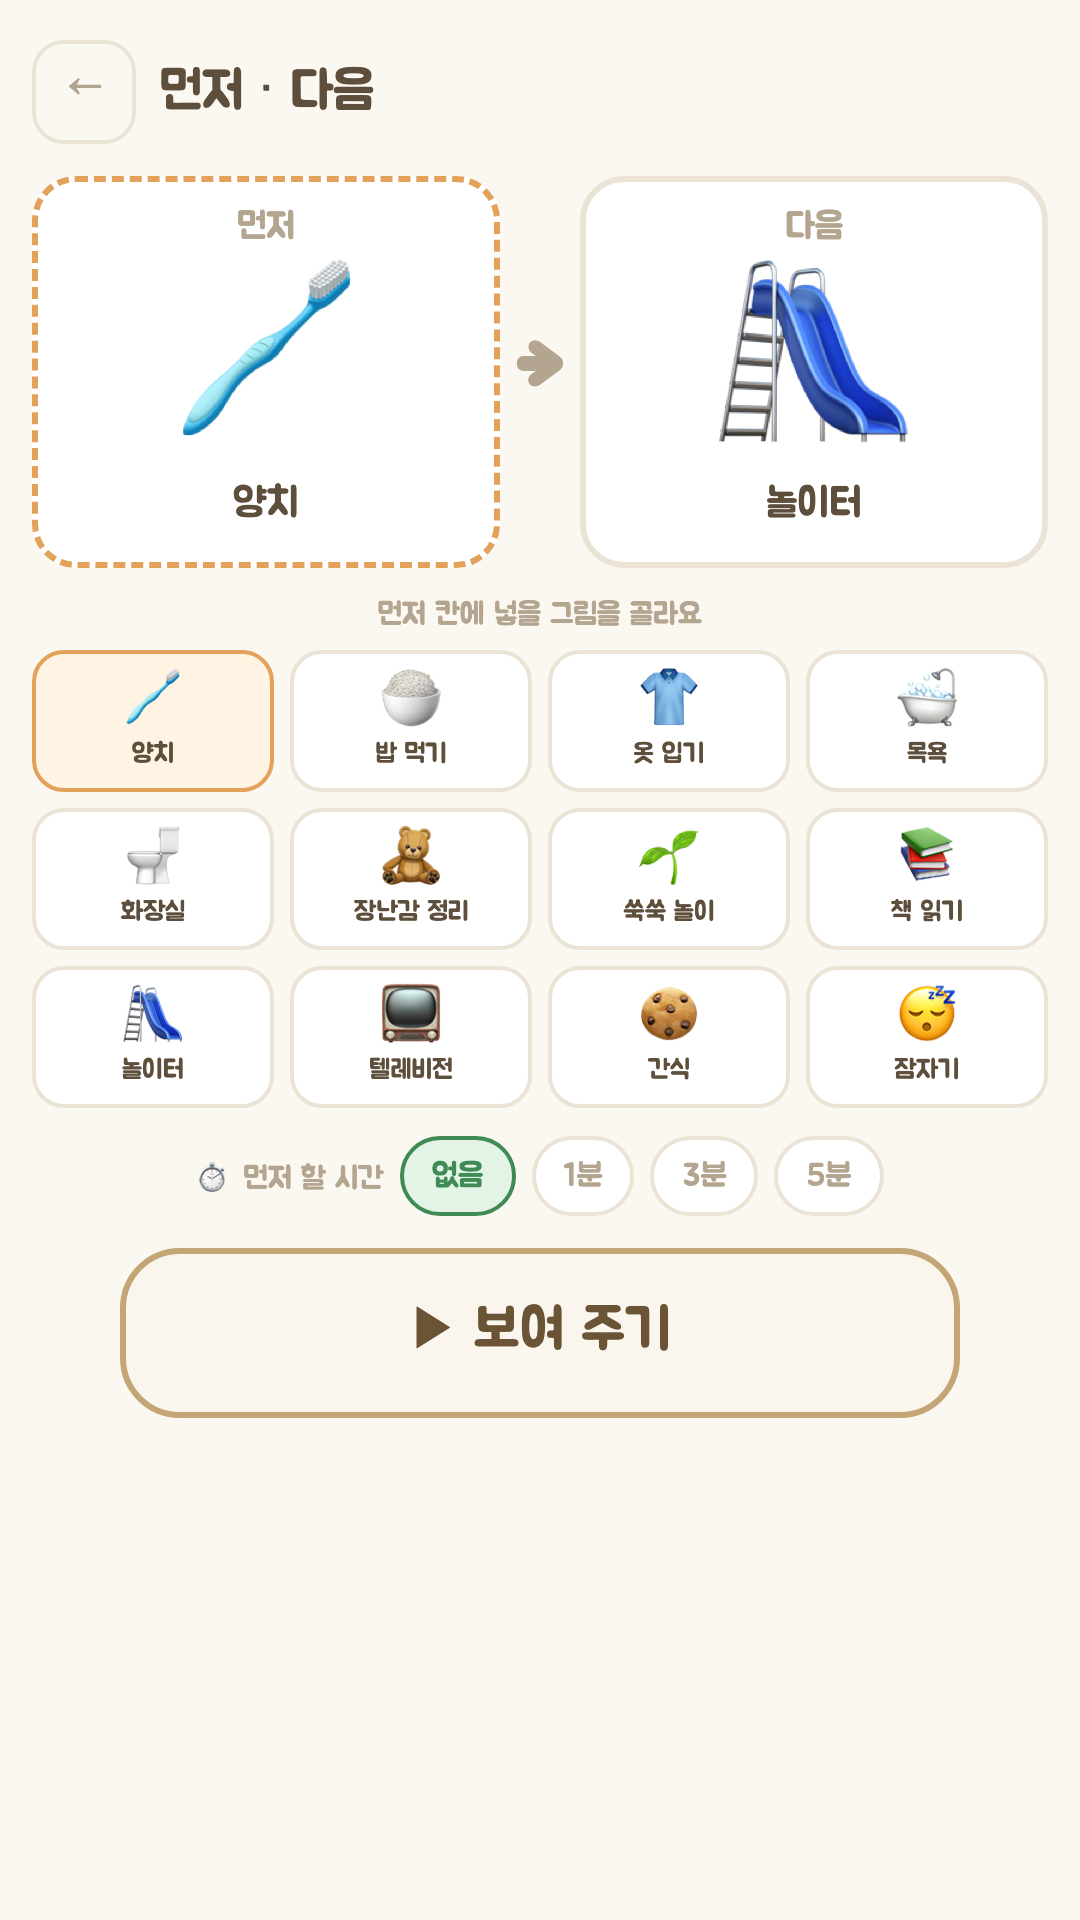 ← 먼저 · 다음
먼저
양치
다음
놀이터
먼저 칸에 넣을 그림을 골라요
양치
밥 먹기
옷 입기
목욕
화장실
장난감 정리
쑥쑥 놀이
책 읽기
놀이터
텔레비전
간식
잠자기
먼저 할 시간 없음 1분 3분 5분
▶ 보여 주기